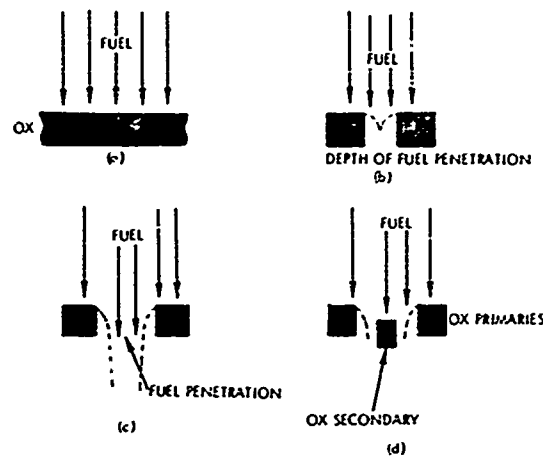 FUEL
OX
(a)
FUEL
DEPTH OF FUEL PENETRATION
(b)
FUEL
FUEL PENETRATION
(c)
FUEL
OX PRIMARIES
OX SECONDARY
(d)